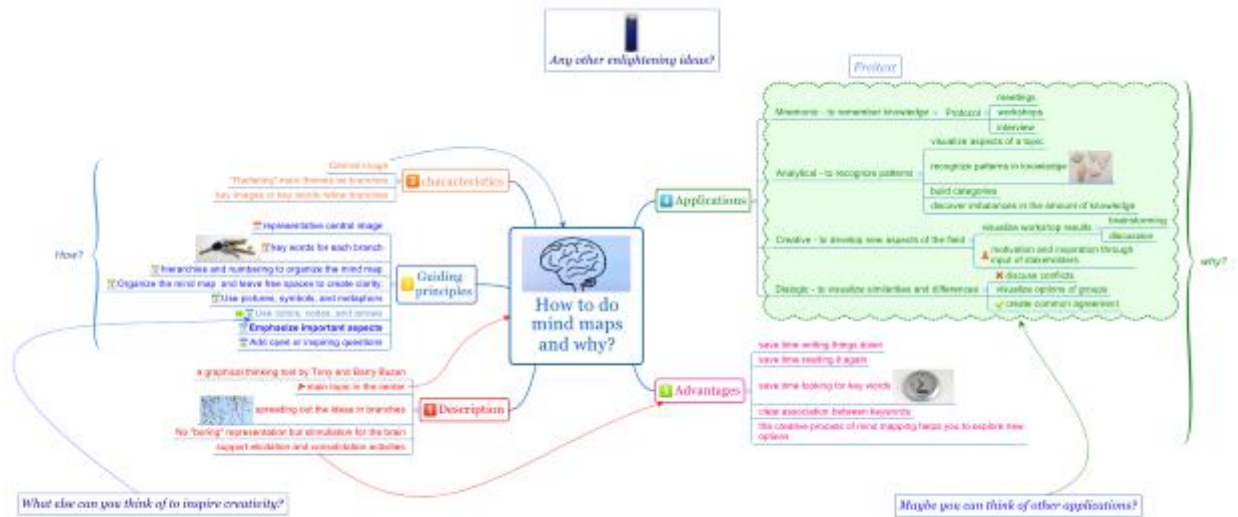 Any other enlightening ideas?
Freitext
How to do
mind maps
and why?
How?
why?
characteristics
Central image
"Radiating" main themes as branches
key images or key words refine branches
Guiding
principles
representative central image
key words for each branch
hierarchies and numbering to organize the mind map
Organize the mind map and leave free spaces to create clarity;
Use pictures, symbols, and metaphors
Use colors, codes, and arrows
Emphasize important aspects
Add open or inspiring questions
Description
a graphical thinking tool by Tony and Barry Buzan
main topic in the center
spreading out the ideas in branches
No "boring" representation but stimulation for the brain
support elicitation and consolidation activities
Applications
Mnemonic - to remember knowledge
Protocol
meetings
workshops
interview
Analytical - to recognize patterns
visualize aspects of a topic
recognize patterns in knowledge
build categories
discover imbalances in the amount of knowledge
Creative - to develop new aspects of the field
visualize workshop results
brainstorming
discussion
motivation and inspiration through
input of stakeholders
Dialogic - to visualize similarities and differences
discuss conflicts
visualize options of groups
create common agreement
Advantages
save time writing things down
save time reading it again
save time looking for key words
clear association between keywords
the creative process of mind mapping helps you to explore new
options
What else can you think of to inspire creativity?
Maybe you can think of other applications?